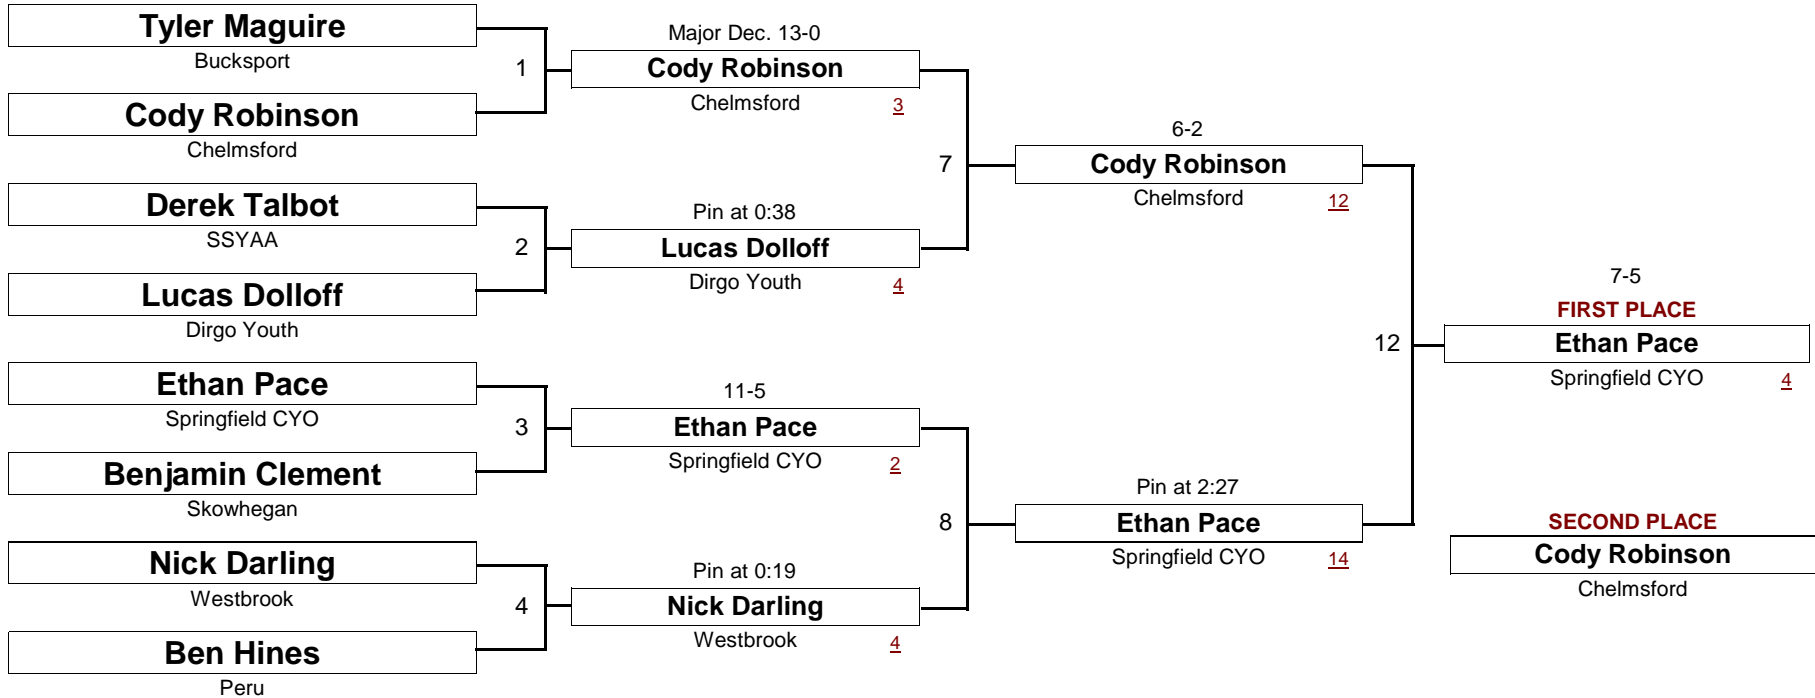 Tyler Maguire
Bucksport
1
Cody Robinson
Chelmsford
Derek Talbot
SSYAA
2
Lucas Dolloff
Dirgo Youth
Ethan Pace
Springfield CYO
3
Benjamin Clement
Skowhegan
Nick Darling
Westbrook
4
Ben Hines
Peru
Major Dec. 13-0
Cody Robinson
Chelmsford 3
7
Pin at 0:38
Lucas Dolloff
Dirgo Youth 4
11-5
Ethan Pace
Springfield CYO 2
8
Pin at 0:19
Nick Darling
Westbrook 4
6-2
Cody Robinson
Chelmsford 12
12
Pin at 2:27
Ethan Pace
Springfield CYO 14
7-5
FIRST PLACE
Ethan Pace
Springfield CYO 4
SECOND PLACE
Cody Robinson
Chelmsford